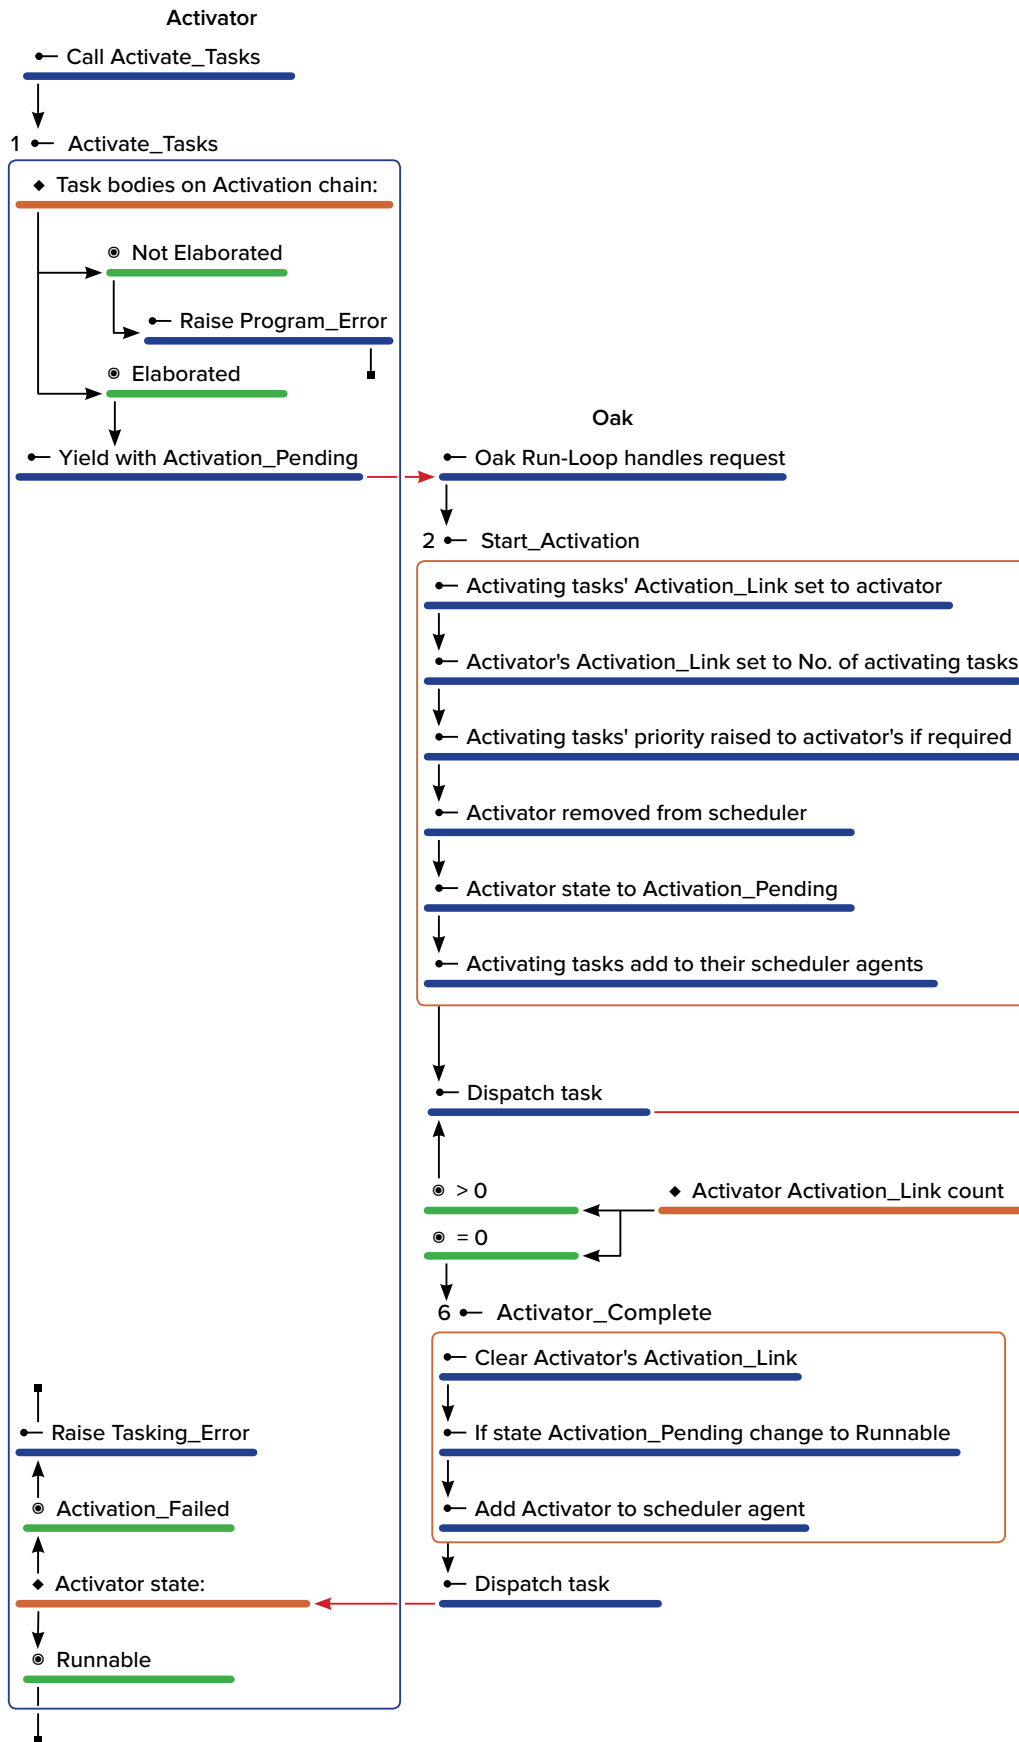 Activator
Call Activate_Tasks
1 Activate_Tasks
Task bodies on Activation chain:
Not Elaborated
Raise Program_Error
Elaborated
Yield with Activation_Pending
Oak
Oak Run-Loop handles request
2 Start_Activation
Activating tasks' Activation_Link set to activator
Activator's Activation_Link set to No. of activating tasks
Activating tasks' priority raised to activator's if required
Activator removed from scheduler
Activator state to Activation_Pending
Activating tasks add to their scheduler agents
Dispatch task
> 0
Activator Activation_Link count
= 0
6 Activator_Complete
Clear Activator's Activation_Link
If state Activation_Pending change to Runnable
Add Activator to scheduler agent
Dispatch task
Raise Tasking_Error
Activation_Failed
Activator state:
Runnable